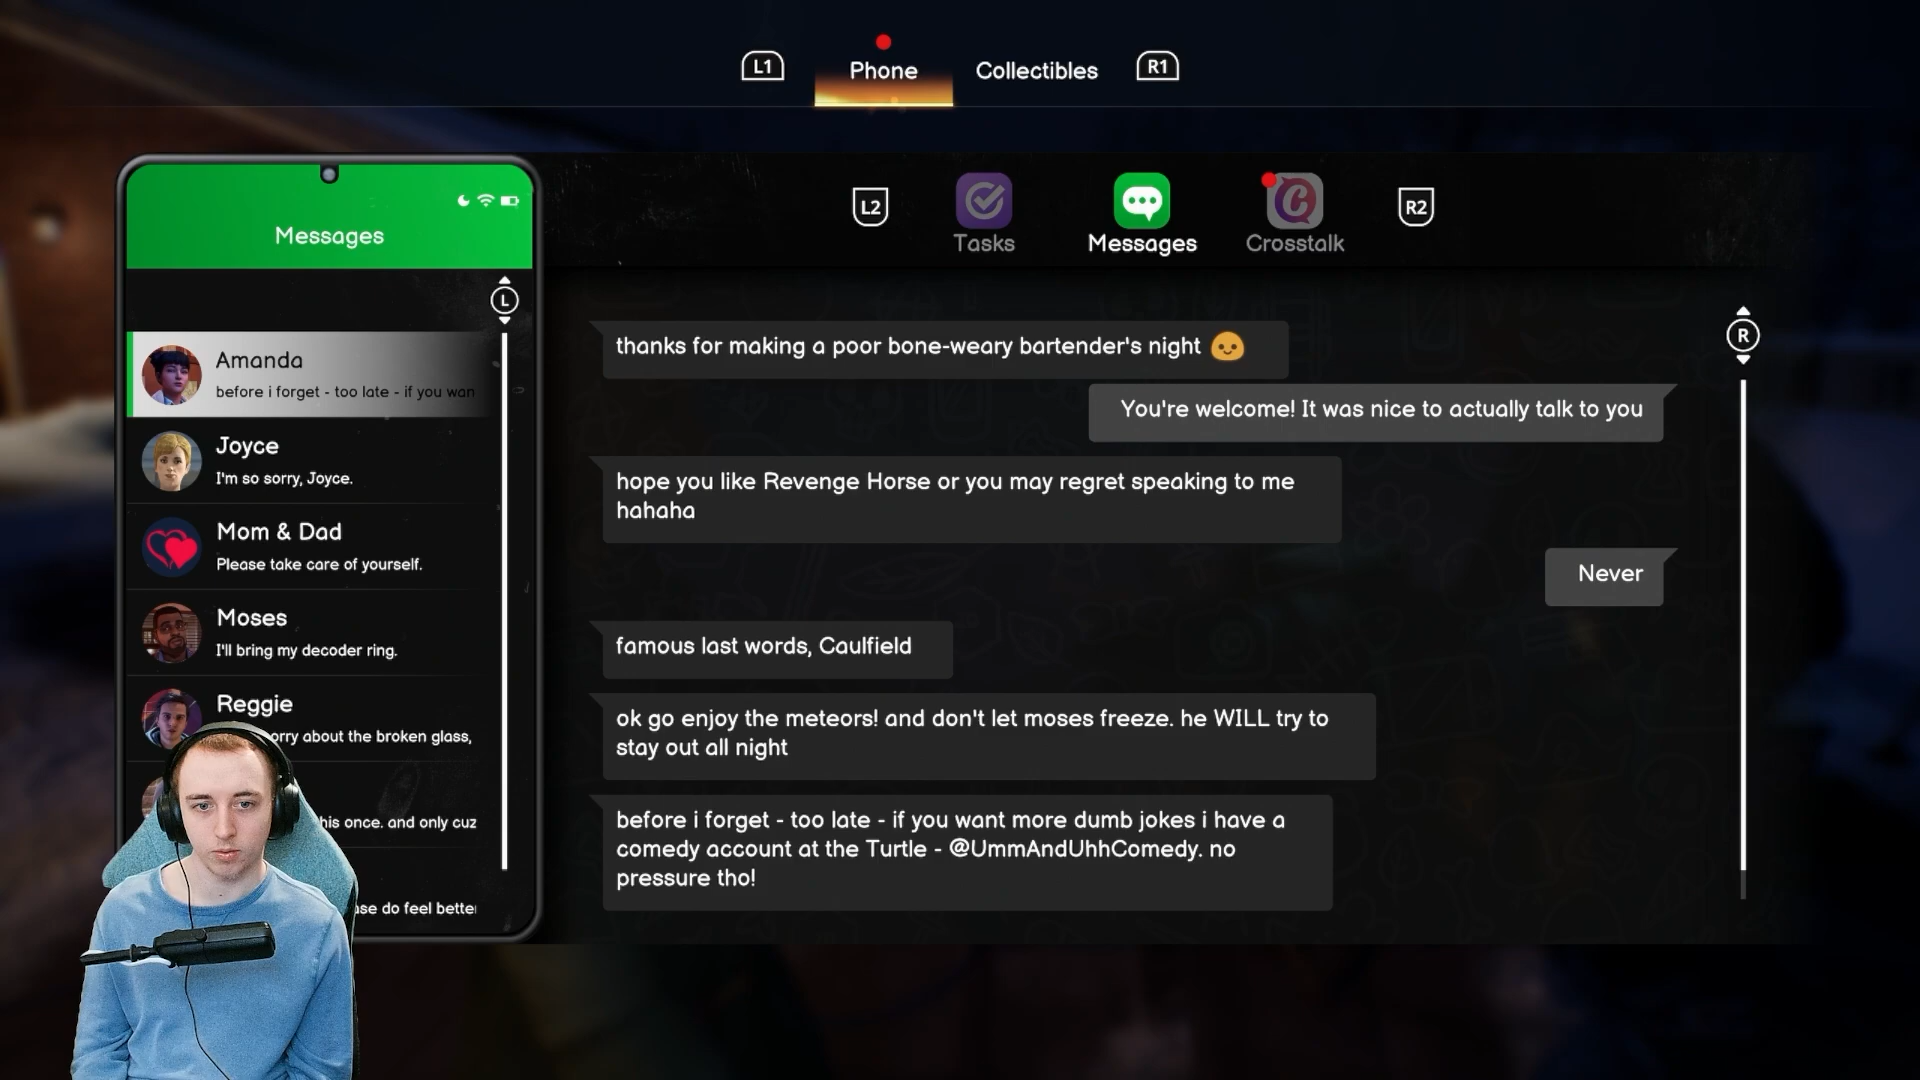 L1
Phone
Collectibles
R1
Messages
L
Amanda
before i forget - too late - if you wan
Joyce
I'm so sorry, Joyce.
Mom & Dad
Please take care of yourself.
Moses
I'll bring my decoder ring.
Reggie
orry about the broken glass,
his once. and only cuz
ase do feel better
L2
Tasks
Messages
Crosstalk
R2
R
thanks for making a poor bone-weary bartender's night
You're welcome! It was nice to actually talk to you
hope you like Revenge Horse or you may regret speaking to me
hahaha
Never
famous last words, Caulfield
ok go enjoy the meteors! and don't let moses freeze. he WILL try to
stay out all night
before i forget - too late - if you want more dumb jokes i have a
comedy account at the Turtle - @UmmAndUhhComedy. no
pressure tho!